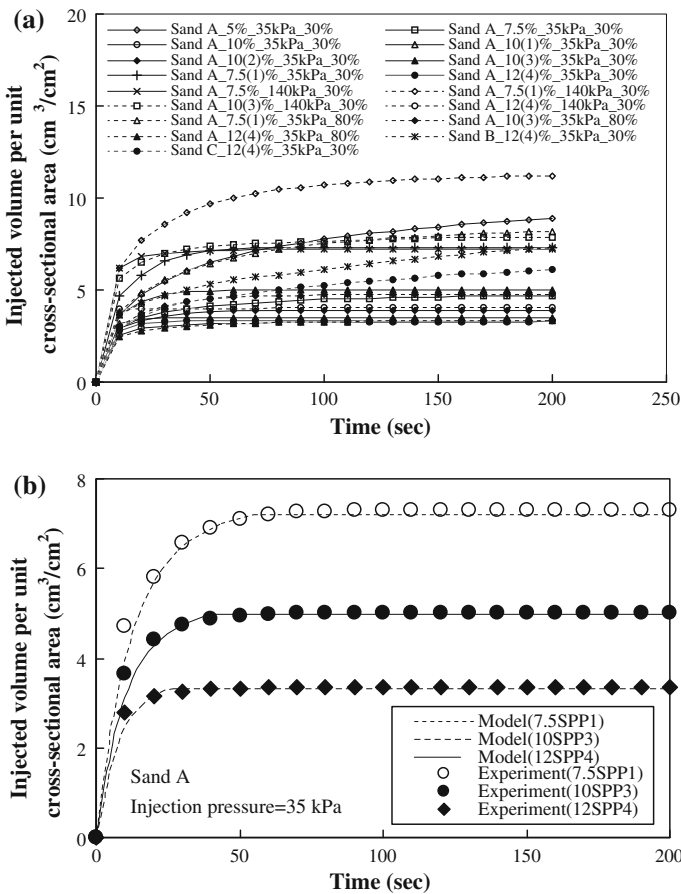 (a)
20
15
10
5
0
Injected volume per unit
cross-sectional area (cm³/cm²)
Sand A_5%_35kPa_30%
Sand A_7.5%_35kPa_30%
Sand A_10%_35kPa_30%
Sand A_10(1)%_35kPa_30%
Sand A_10(2)%_35kPa_30%
Sand A_10(3)%_35kPa_30%
Sand A_7.5(1)%_35kPa_30%
Sand A_12(4)%_35kPa_30%
Sand A_7.5%_140kPa_30%
Sand A_7.5(1)%_140kPa_30%
Sand A_10(3)%_140kPa_30%
Sand A_12(4)%_140kPa_30%
Sand A_7.5(1)%_35kPa_80%
Sand A_10(3)%_35kPa_80%
Sand A_12(4)%_35kPa_80%
Sand B_12(4)%_35kPa_30%
Sand C_12(4)%_35kPa_30%
0 50 100 150 200 250
Time (sec)
(b)
8
6
4
2
0
Injected volume per unit
cross-sectional area (cm³/cm²)
Sand A
Injection pressure=35 kPa
Model(7.5SPP1)
Model(10SPP3)
Model(12SPP4)
Experiment(7.5SPP1)
Experiment(10SPP3)
Experiment(12SPP4)
0 50 100 150 200
Time (sec)